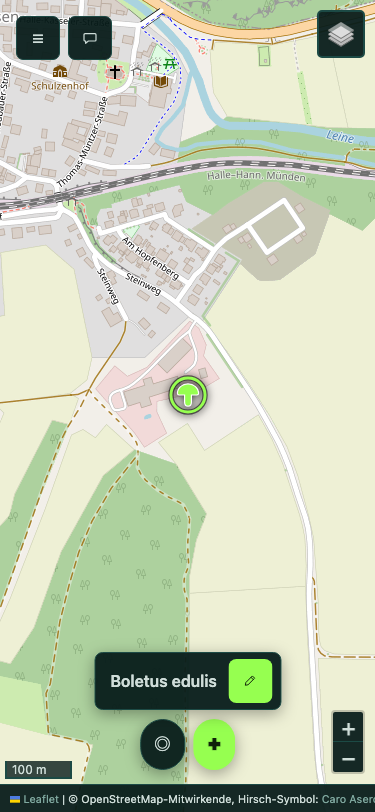 Schulzenhof
Thomas-Müntzer-Straße
Leine
Halle–Hann. Münden
Am Hopfenberg
Steinweg
Steinweg
Boletus edulis
+
−
100 m
Leaflet | © OpenStreetMap-Mitwirkende, Hirsch-Symbol: Caro Aser